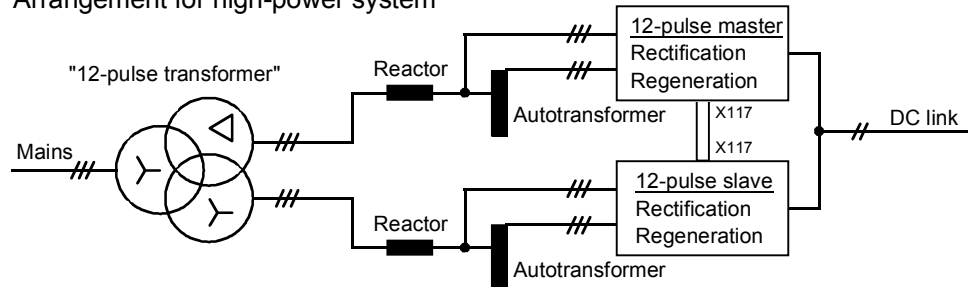 Arrangement for high-power system
"12-pulse transformer"
Mains
Reactor
Autotransformer
12-pulse master
Rectification
Regeneration
X117
X117
DC link
12-pulse slave
Rectification
Regeneration
Reactor
Autotransformer